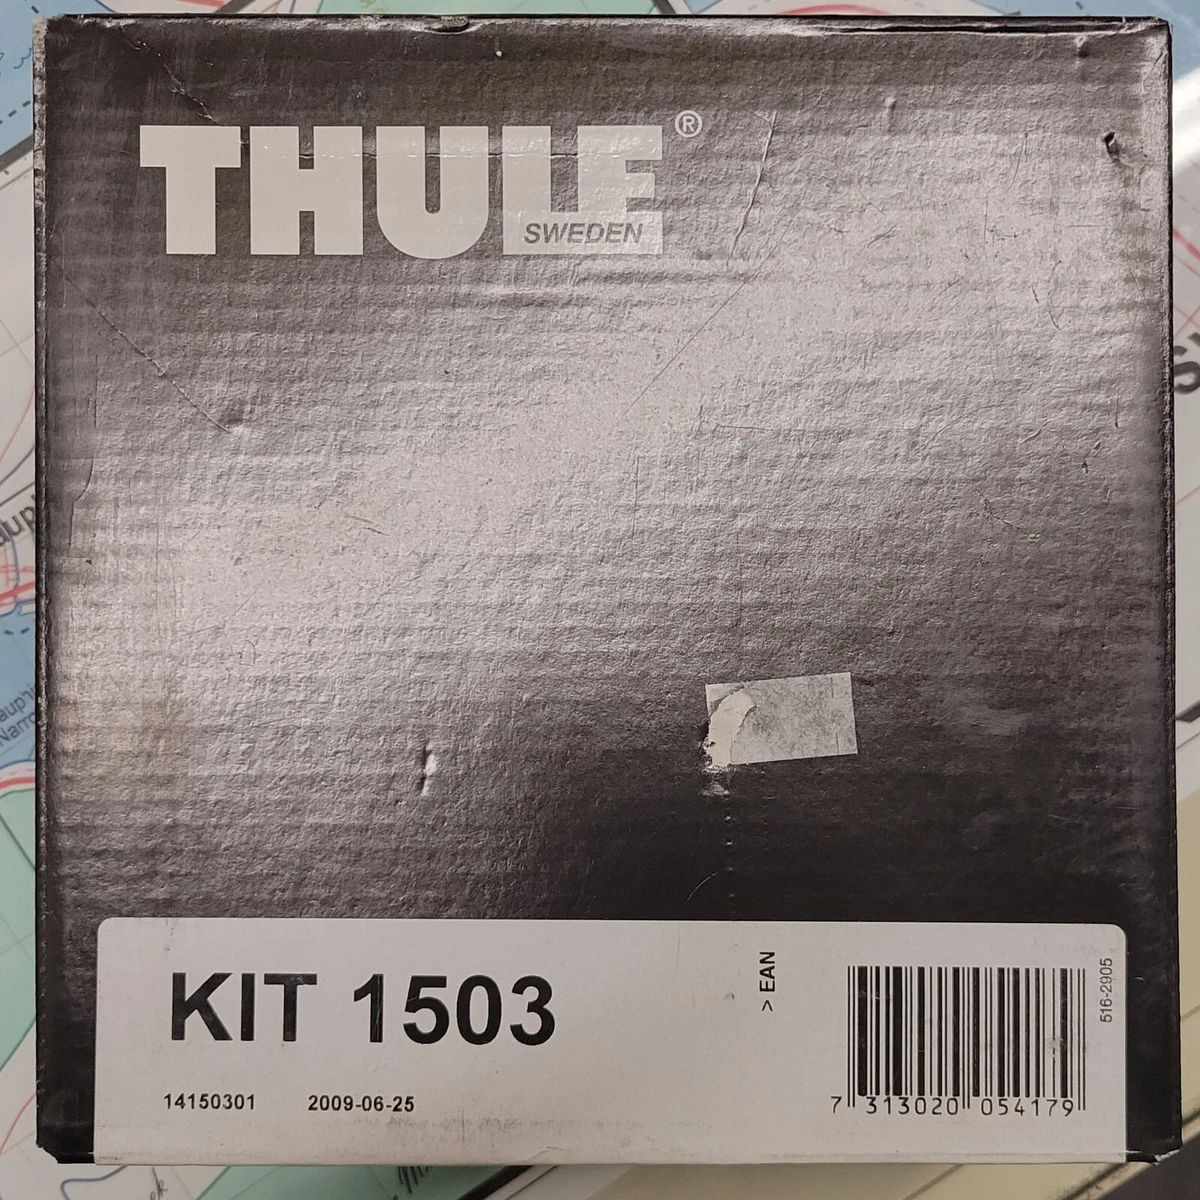 THULE®
SWEDEN
KIT 1503
14150301 2009-06-25
> EAN
7 313020 054179
516-2905